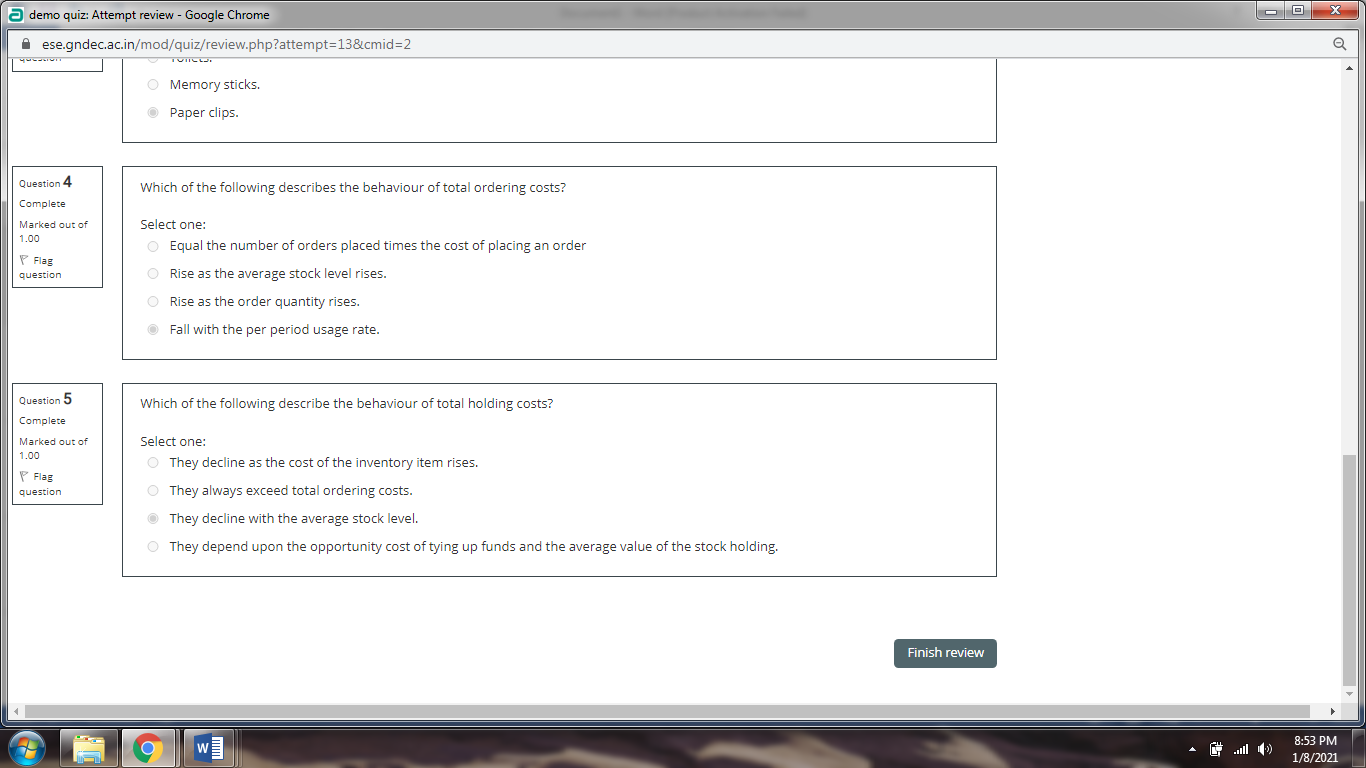 demo quiz: Attempt review - Google Chrome
ese.gndec.ac.in/mod/quiz/review.php?attempt=13&cmid=2
question
Toilets.
Memory sticks.
Paper clips.
Question 4
Complete
Marked out of
1.00
Flag
question
Which of the following describes the behaviour of total ordering costs?
Select one:
Equal the number of orders placed times the cost of placing an order
Rise as the average stock level rises.
Rise as the order quantity rises.
Fall with the per period usage rate.
Question 5
Complete
Marked out of
1.00
Flag
question
Which of the following describe the behaviour of total holding costs?
Select one:
They decline as the cost of the inventory item rises.
They always exceed total ordering costs.
They decline with the average stock level.
They depend upon the opportunity cost of tying up funds and the average value of the stock holding.
Finish review
W
8:53 PM
1/8/2021